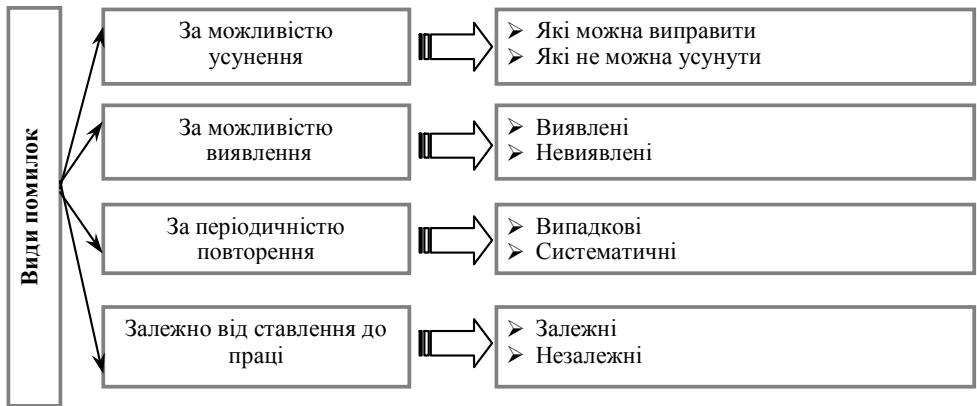 Види помилок
За можливістю
усунення
➢ Які можна виправити
➢ Які не можна усунути
За можливістю
виявлення
➢ Виявлені
➢ Невиявлені
За періодичністю
повторення
➢ Випадкові
➢ Систематичні
Залежно від ставлення до
праці
➢ Залежні
➢ Незалежні